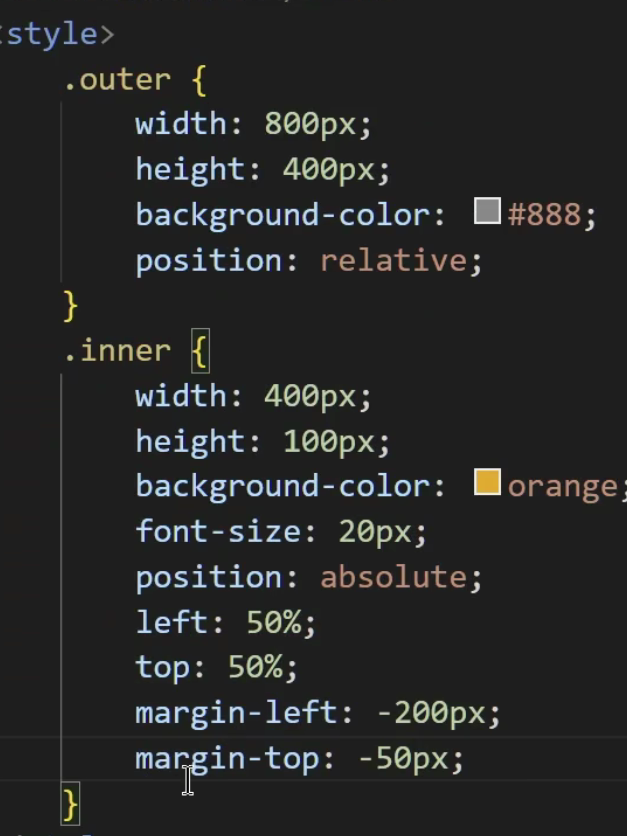 <style>
.outer {
width: 800px;
height: 400px;
background-color: #888;
position: relative;
}
.inner {
width: 400px;
height: 100px;
background-color: orange;
font-size: 20px;
position: absolute;
left: 50%;
top: 50%;
margin-left: -200px;
margin-top: -50px;
}